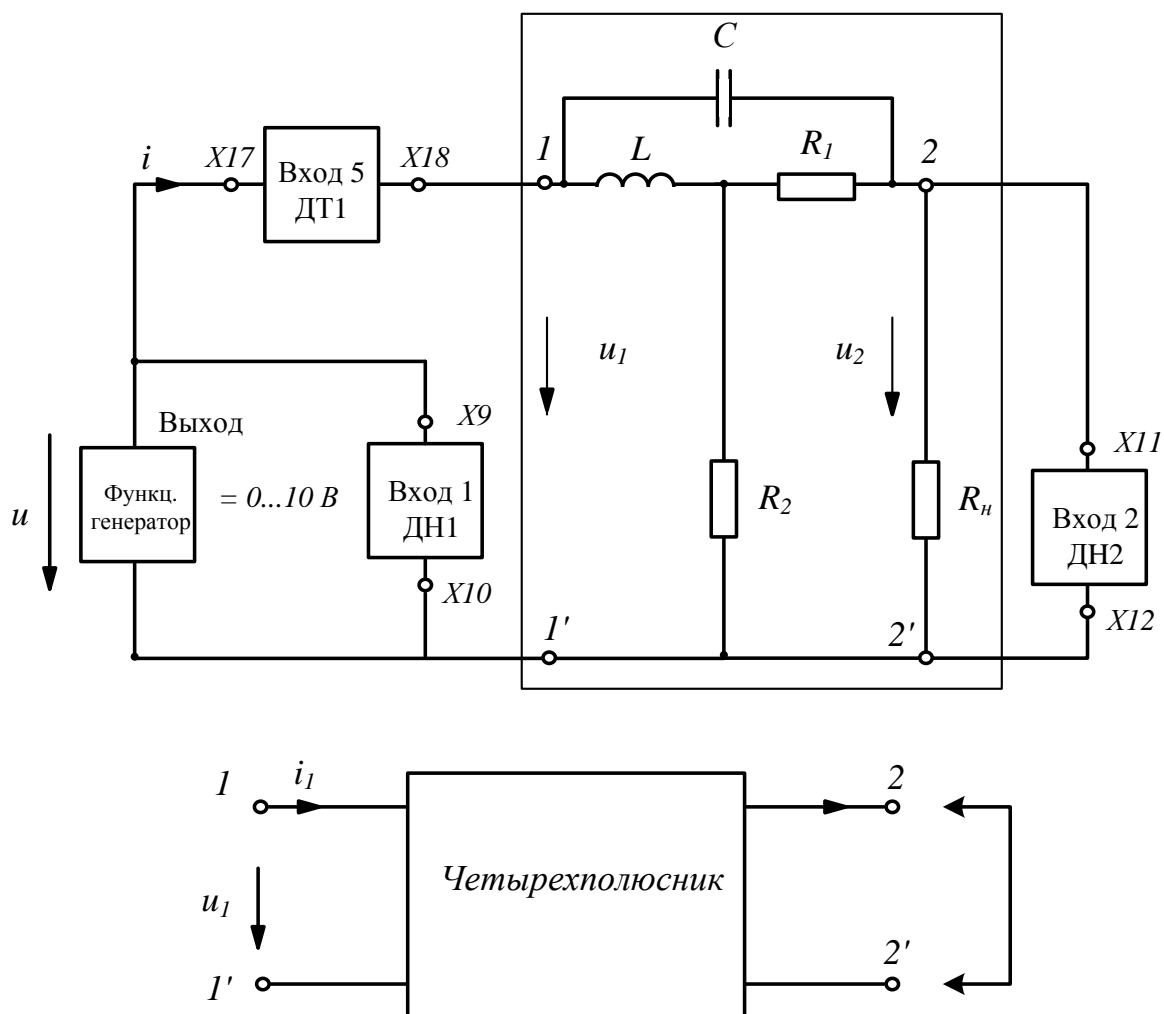 C
i
X17
Вход 5
ДТ1
X18
1
L
R1
2
u1
u2
Выход
u
Функц.
генератор
= 0...10 В
X9
Вход 1
ДН1
X10
R2
Rн
X11
Вход 2
ДН2
X12
1'
2'
1
i1
2
u1
Четырехполюсник
1'
2'